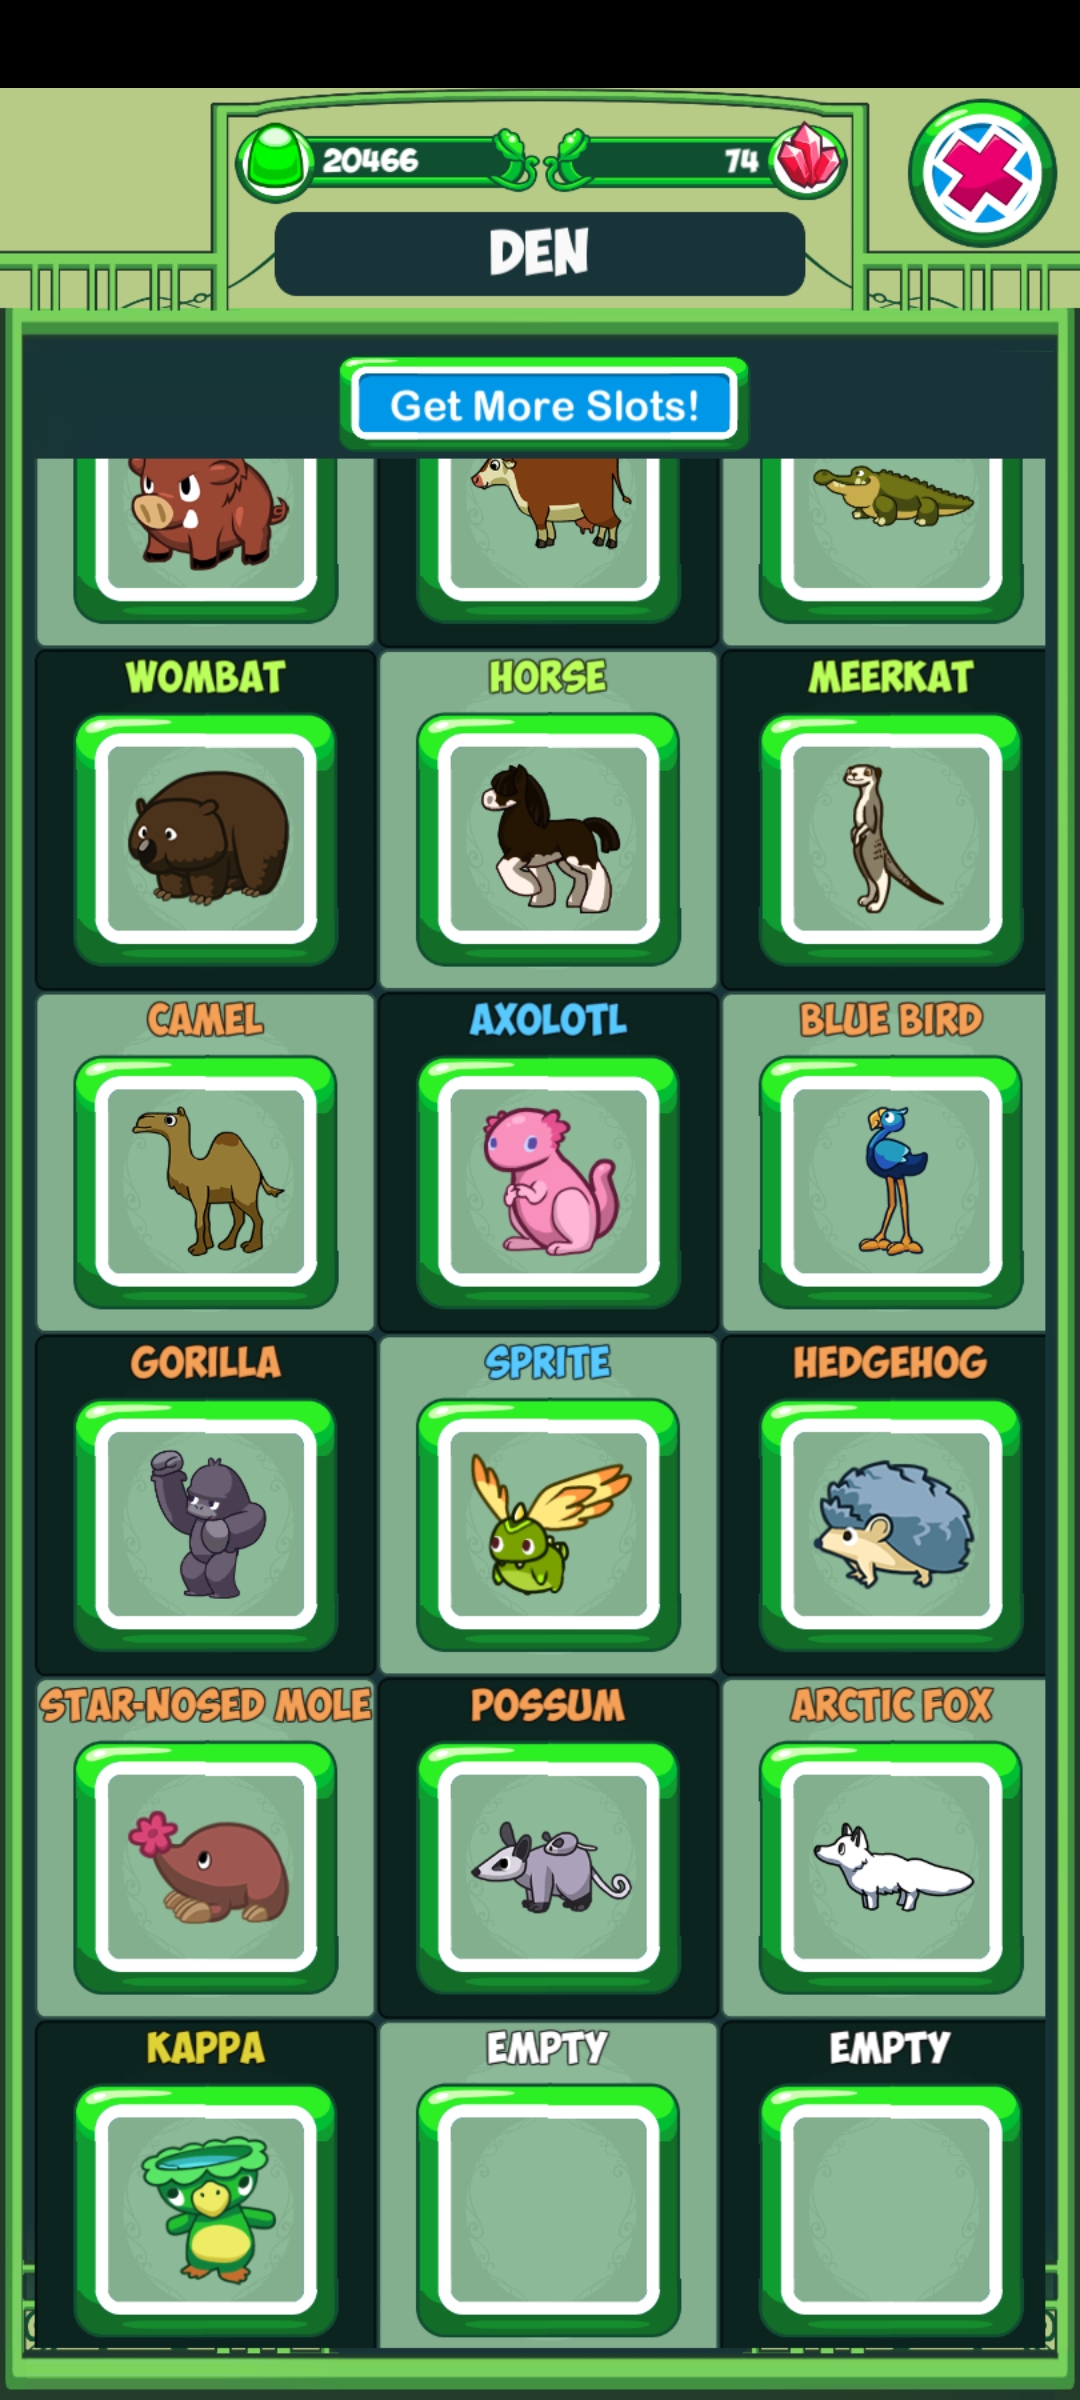 20466
74
DEN
Get More Slots!
WOMBAT
HORSE
MEERKAT
CAMEL
AXOLOTL
BLUE BIRD
GORILLA
SPRITE
HEDGEHOG
STAR-NOSED MOLE
POSSUM
ARCTIC FOX
KAPPA
EMPTY
EMPTY